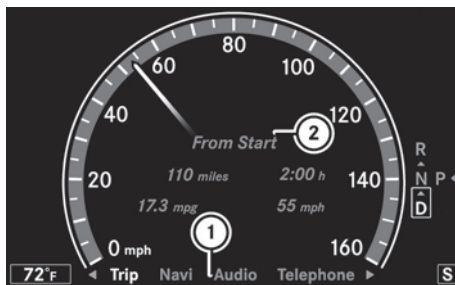 80
60 100
40 120
From Start 2
R
110 miles 2:00 h
20 140 N P
17.3 mpg 55 mph
D
1
0 mph 160
72°F Trip Navi Audio Telephone S